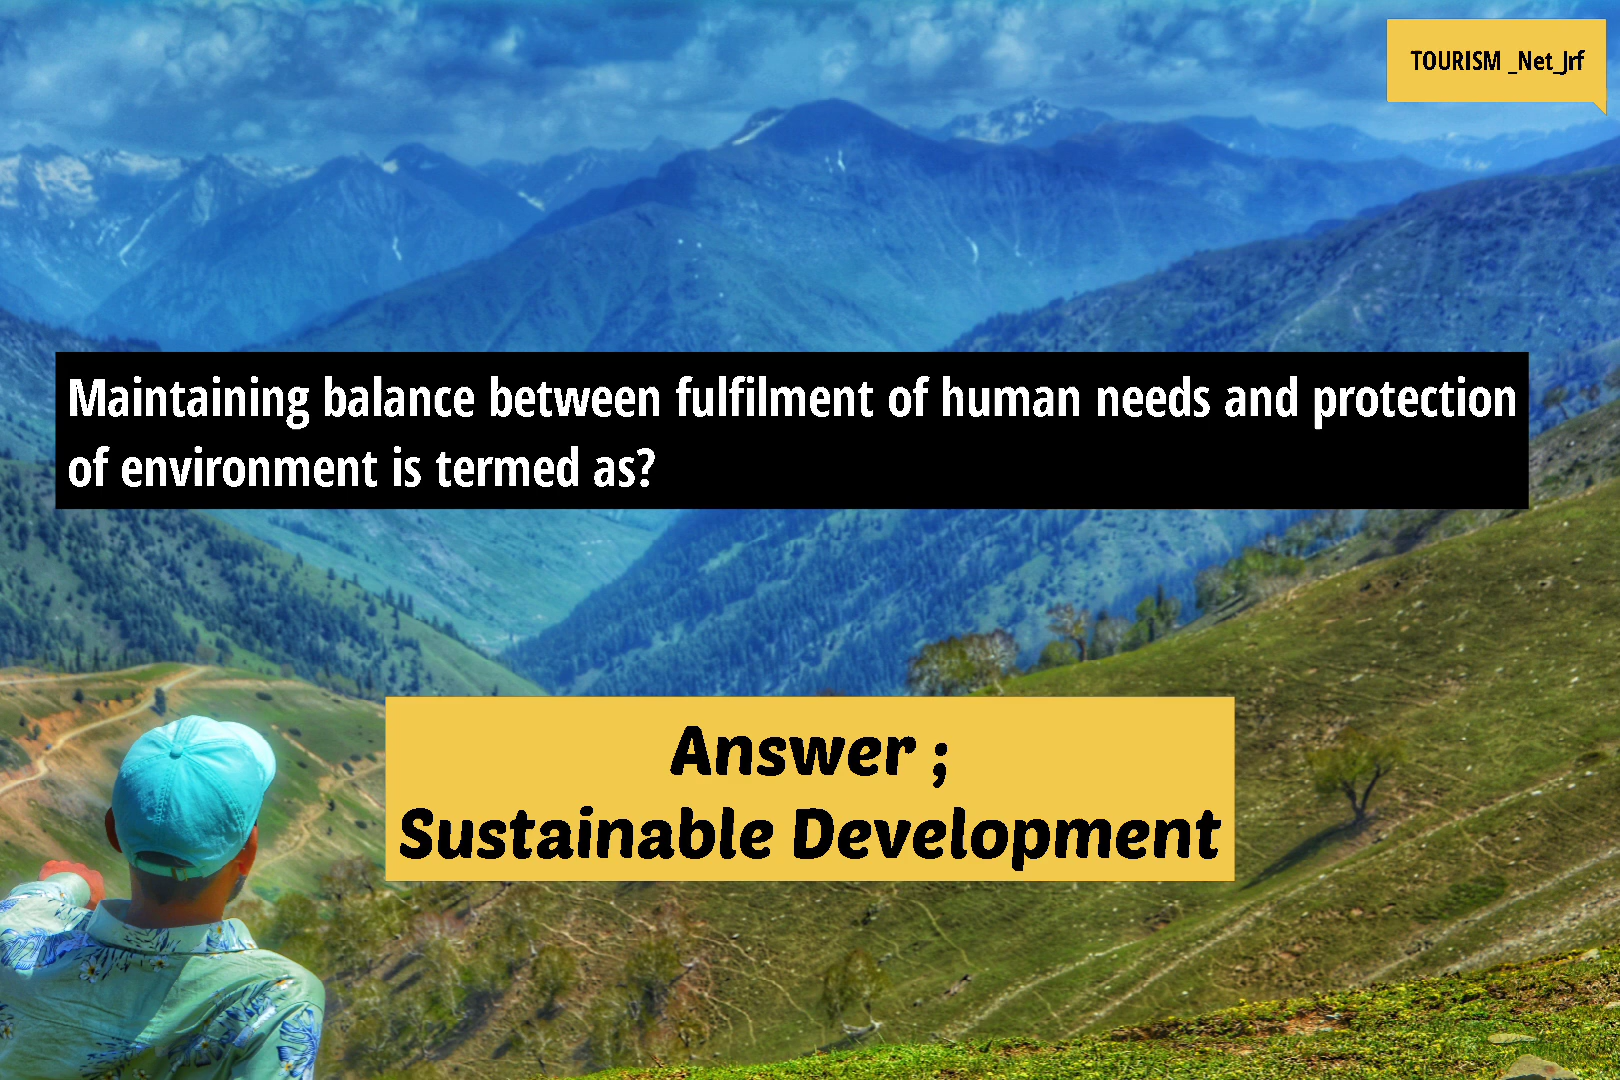 TOURISM _Net_Jrf
Maintaining balance between fulfilment of human needs and protection
of environment is termed as?
Answer ;
Sustainable Development